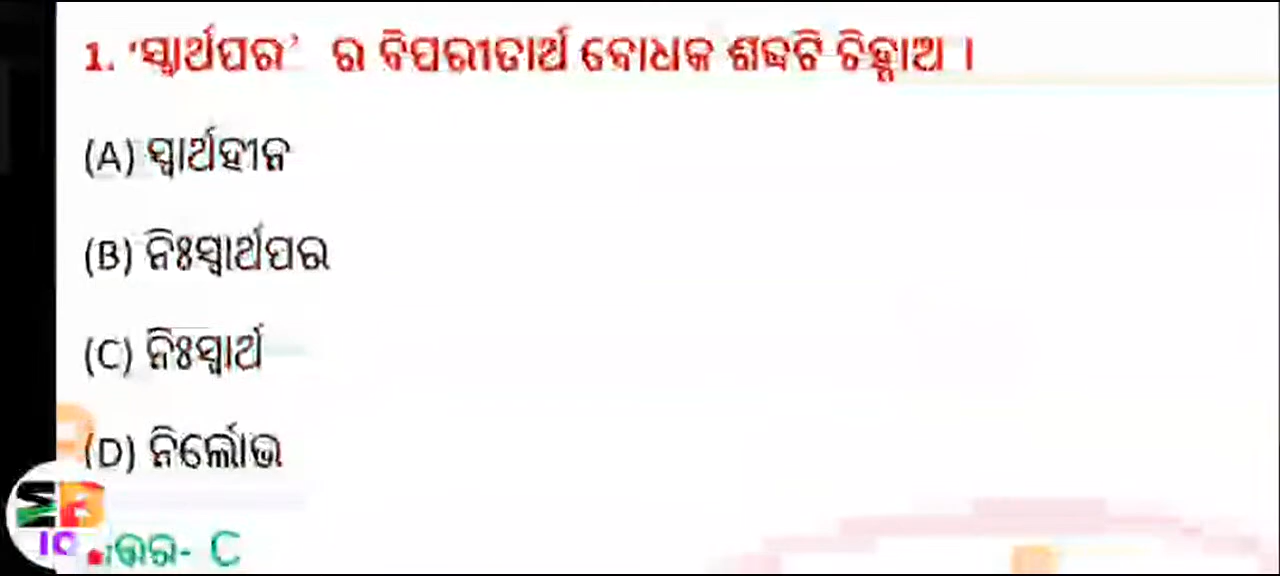 1. ‘ସ୍ୱାର୍ଥପର’ ର ବିପରୀତାର୍ଥ ବୋଧକ ଶବ୍ଦଟି ଚିହ୍ନାଅ ।
(A) ସ୍ୱାର୍ଥହୀନ
(B) ନିଃସ୍ୱାର୍ଥପର
(C) ନିଃସ୍ୱାର୍ଥ
(D) ନିର୍ଲୋଭ
ଉତ୍ତର- C